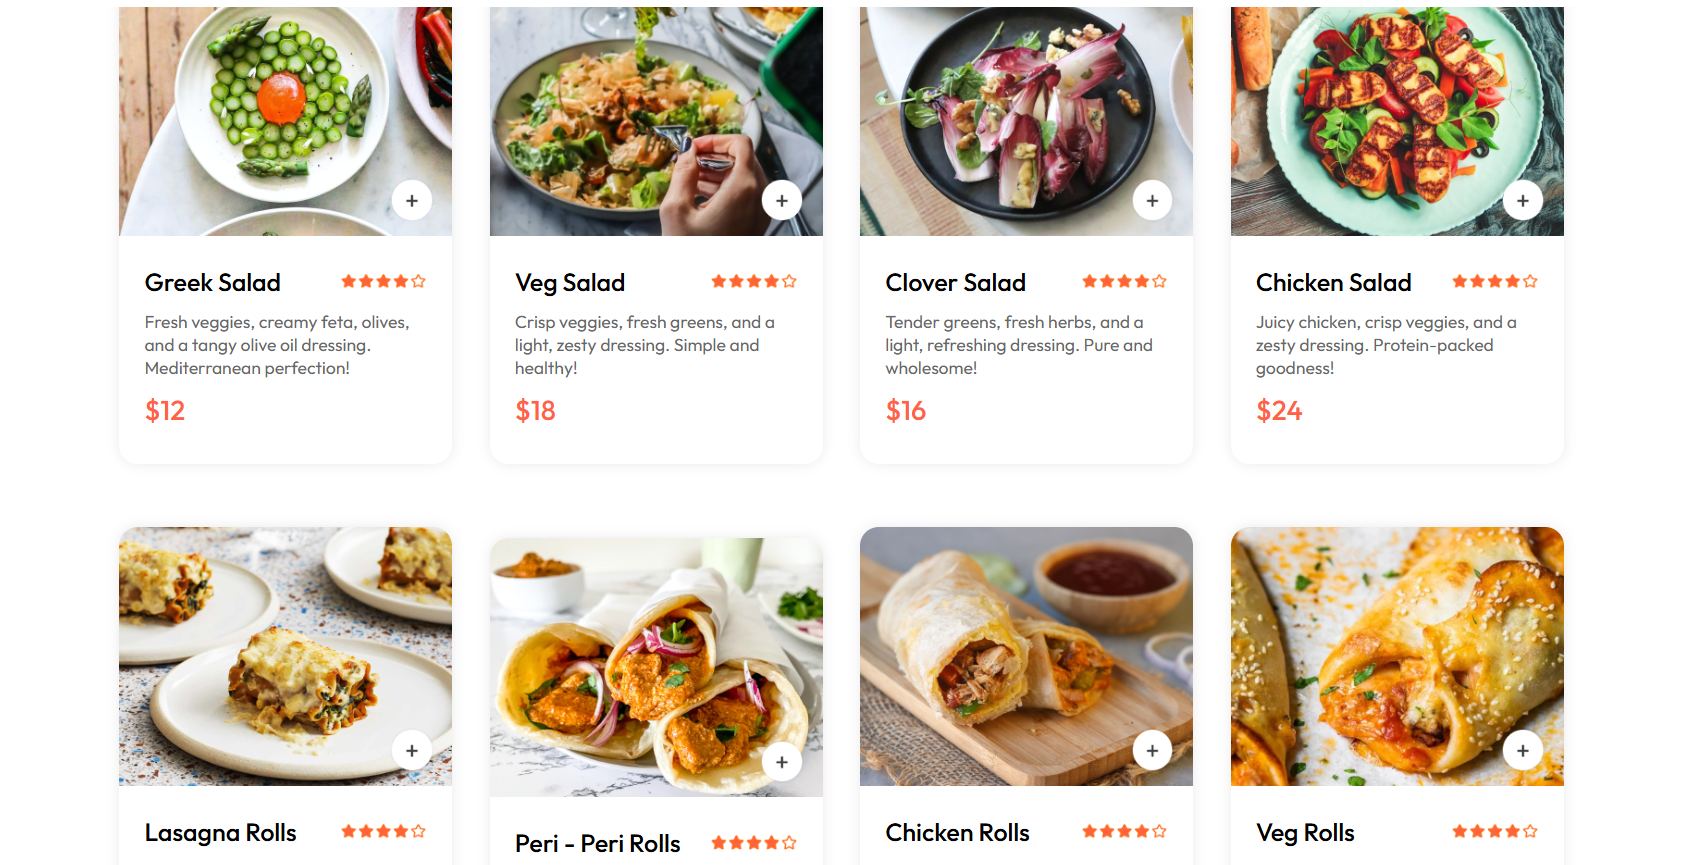 Greek Salad
Fresh veggies, creamy feta, olives,
and a tangy olive oil dressing.
Mediterranean perfection!
$12
Veg Salad
Crisp veggies, fresh greens, and a
light, zesty dressing. Simple and
healthy!
$18
Clover Salad
Tender greens, fresh herbs, and a
light, refreshing dressing. Pure and
wholesome!
$16
Chicken Salad
Juicy chicken, crisp veggies, and a
zesty dressing. Protein-packed
goodness!
$24
Lasagna Rolls
Peri - Peri Rolls
Chicken Rolls
Veg Rolls